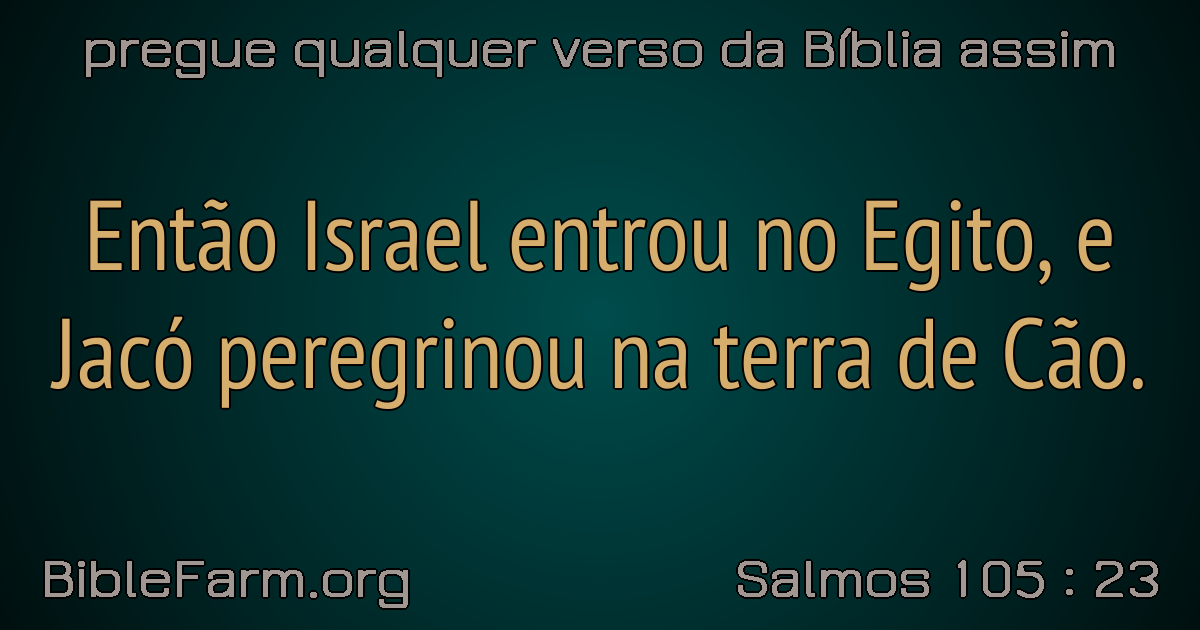 pregue qualquer verso da Bíblia assim
Então Israel entrou no Egito, e
Jacó peregrinou na terra de Cão.
BibleFarm.org
Salmos 105 : 23